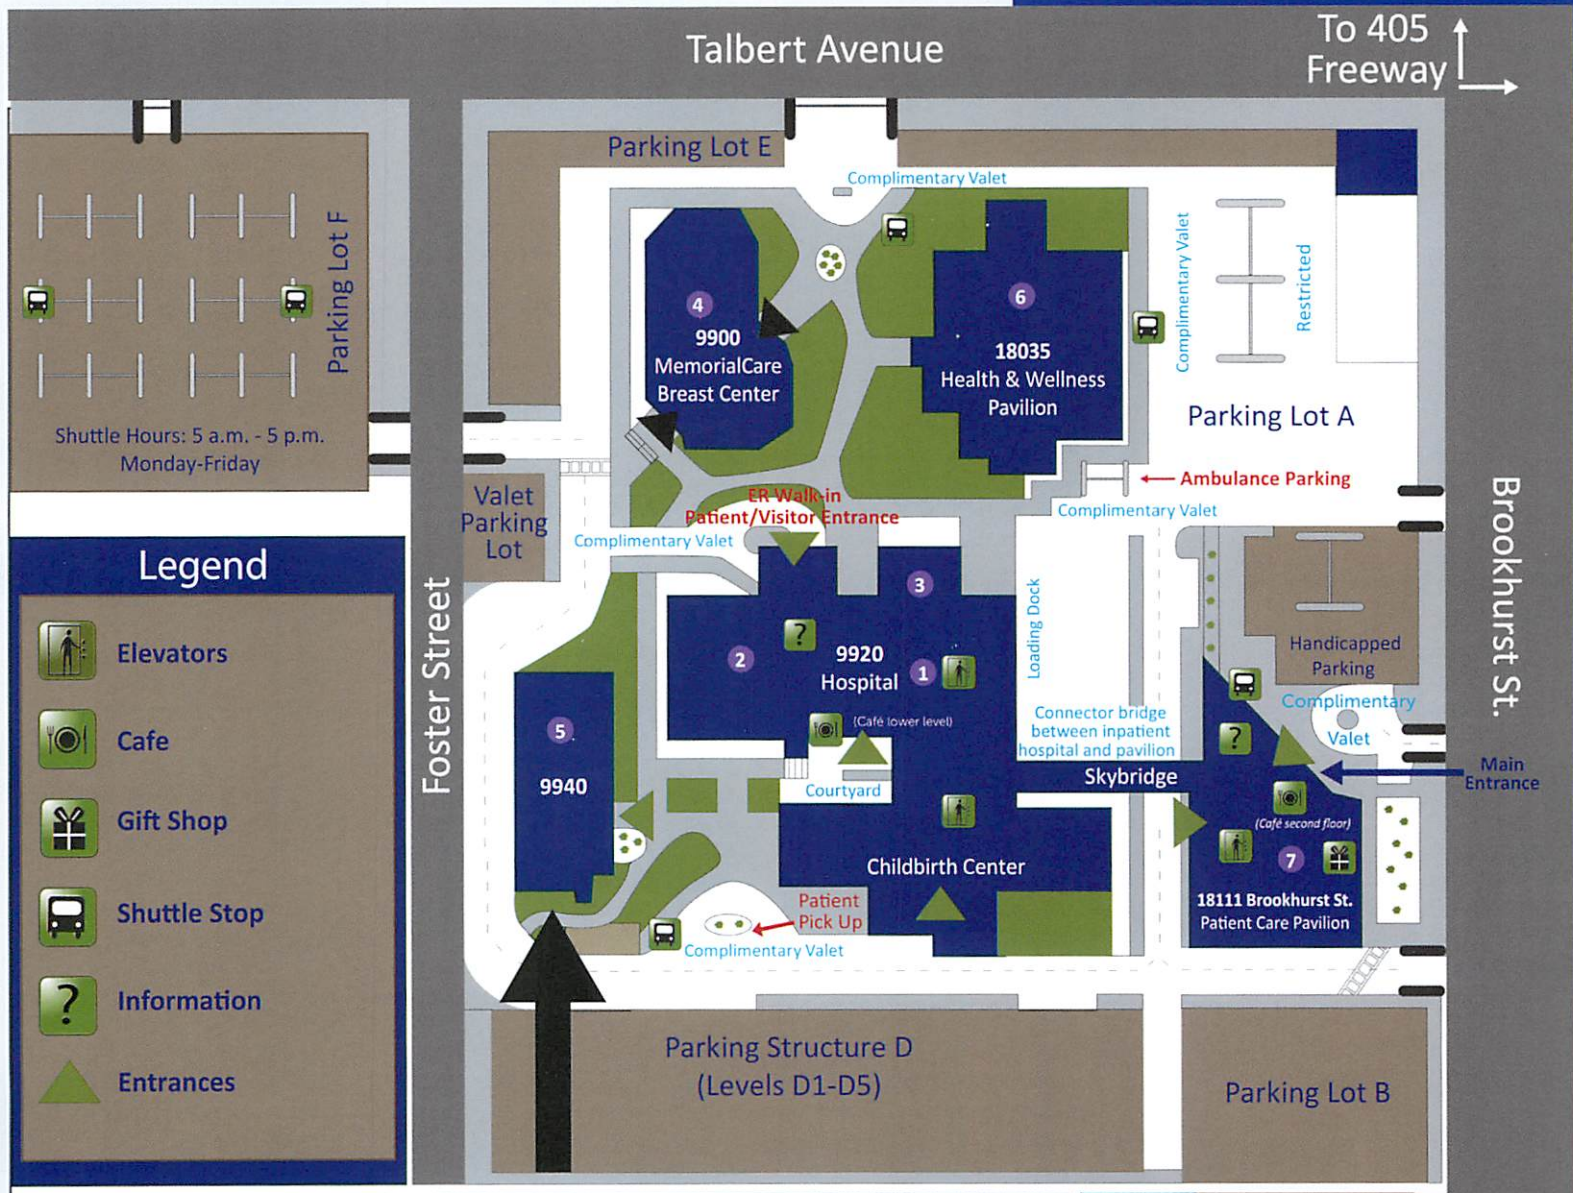 Talbert Avenue
To 405
Freeway
Parking Lot E
Complimentary Valet
Parking Lot F
Shuttle Hours: 5 a.m. - 5 p.m.
Monday-Friday
4
9900
MemorialCare
Breast Center
6
18035
Health & Wellness
Pavilion
Complimentary Valet
Restricted
Parking Lot A
Ambulance Parking
Complimentary Valet
Valet
Parking
Lot
ER Walk-in
Patient/Visitor Entrance
Complimentary Valet
Foster Street
Brookhurst St.
3
2
?
9920
Hospital
1
(Café lower level)
Courtyard
Loading Dock
Connector bridge
between inpatient
hospital and pavilion
Skybridge
Handicapped
Parking
Complimentary
Valet
Main
Entrance
?
(Café second floor)
7
18111 Brookhurst St.
Patient Care Pavilion
5
9940
Childbirth Center
Patient
Pick Up
Complimentary Valet
Parking Structure D
(Levels D1-D5)
Parking Lot B
Legend
Elevators
Cafe
Gift Shop
Shuttle Stop
?
Information
Entrances